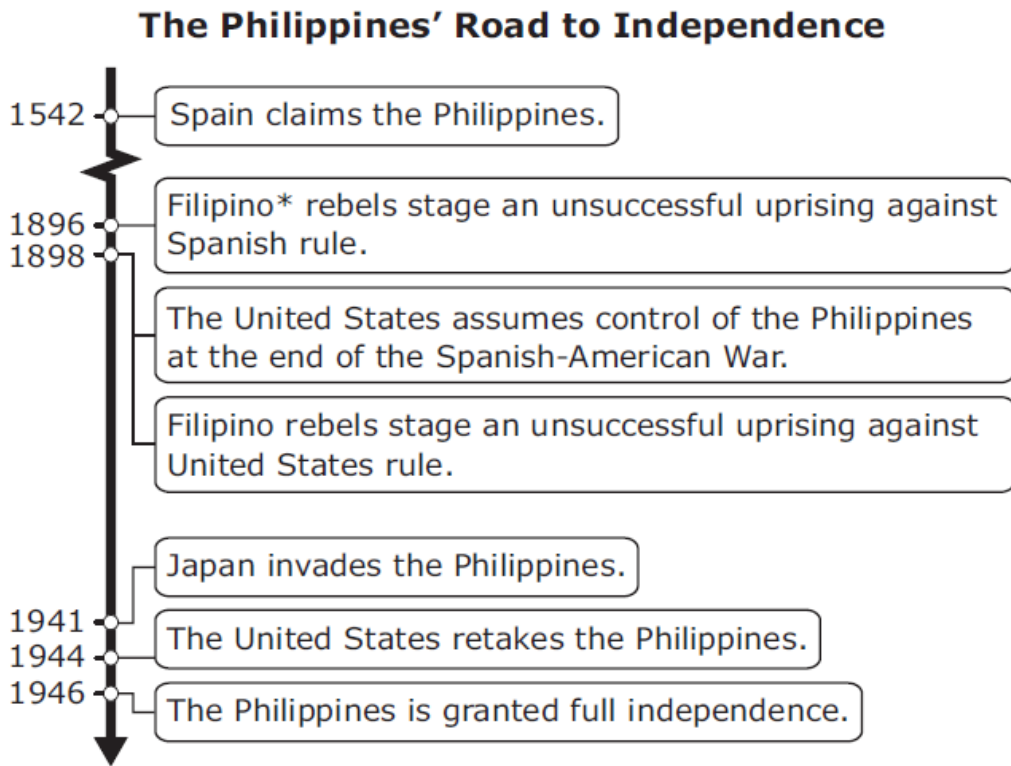 The Philippines’ Road to Independence
1542
Spain claims the Philippines.
1896
Filipino* rebels stage an unsuccessful uprising against
Spanish rule.
1898
The United States assumes control of the Philippines
at the end of the Spanish-American War.
Filipino rebels stage an unsuccessful uprising against
United States rule.
1941
Japan invades the Philippines.
1944
The United States retakes the Philippines.
1946
The Philippines is granted full independence.